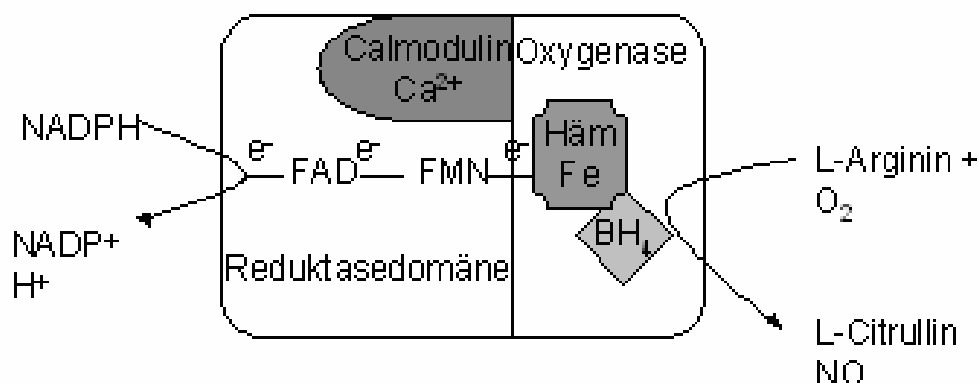 Calmodulin
Ca²⁺
Oxygenase
NADPH
e⁻
FAD
e⁻
FMN
e⁻
Häm
Fe
BH₄
L-Arginin +
O₂
NADP+
H⁺
Reduktasedomäne
L-Citrullin
NO